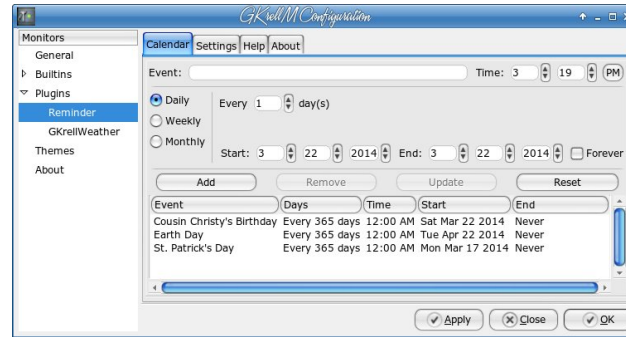 GKrellM Configuration
Monitors
General
Builtins
Plugins
Reminder
GKrellWeather
Themes
About
Calendar Settings Help About
Event: Time: 3 19 PM
Daily Every 1 day(s)
Weekly
Monthly
Start: 3 22 2014 End: 3 22 2014 Forever
Add Remove Update Reset
Event Days Time Start End
Cousin Christy's Birthday Every 365 days 12:00 AM Sat Mar 22 2014 Never
Earth Day Every 365 days 12:00 AM Tue Apr 22 2014 Never
St. Patrick's Day Every 365 days 12:00 AM Mon Mar 17 2014 Never
Apply Close OK